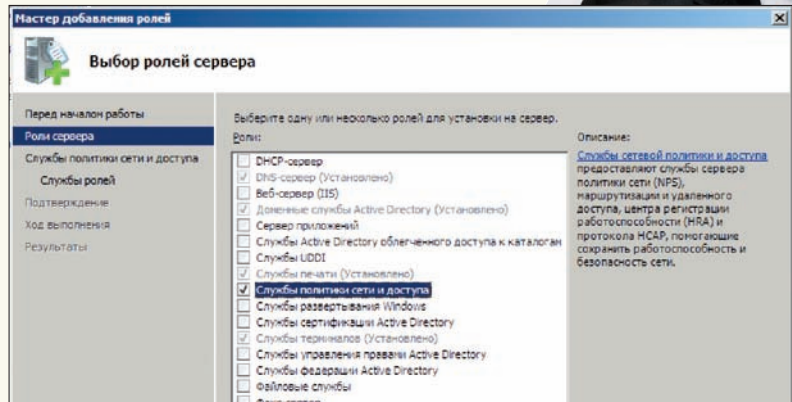 Мастер добавления ролей
Выбор ролей сервера
Перед началом работы
Роли сервера
Службы политики сети и доступа
Службы ролей
Подтверждение
Ход выполнения
Результаты
Выберите одну или несколько ролей для установки на сервер.
Роли:
DHCP-сервер
DNS-сервер (Установлено)
Веб-сервер (IIS)
Доменные службы Active Directory (Установлено)
Сервер приложений
Службы Active Directory облегченного доступа к каталогам
Службы UDDI
Службы печати (Установлено)
Службы политики сети и доступа
Службы развертывания Windows
Службы сертификации Active Directory
Службы терминалов (Установлено)
Службы управления правами Active Directory
Службы федерации Active Directory
Файловые службы
Описание:
Службы сетевой политики и доступа
предоставляют службы сервера
политики сети (NPS),
маршрутизации и удаленного
доступа, центра регистрации
работоспособности (HRA) и
протокола HCAP, помогающие
сохранить работоспособность и
безопасность сети.